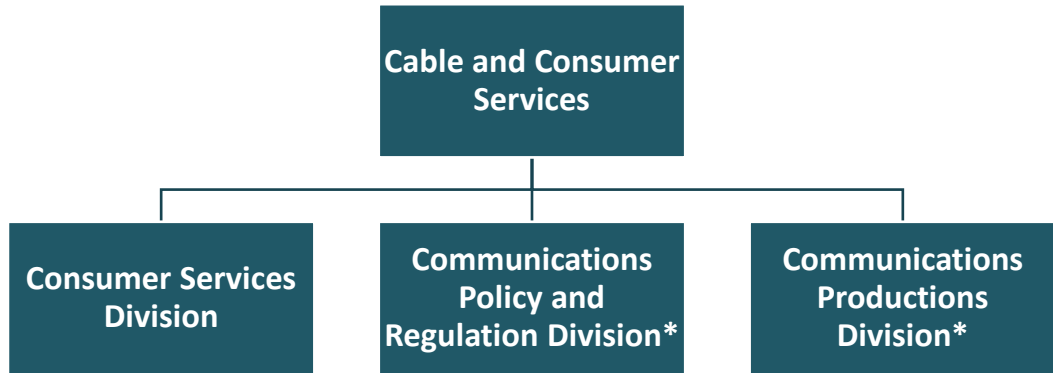 Cable and Consumer
Services
Consumer Services
Division
Communications
Policy and
Regulation Division*
Communications
Productions
Division*